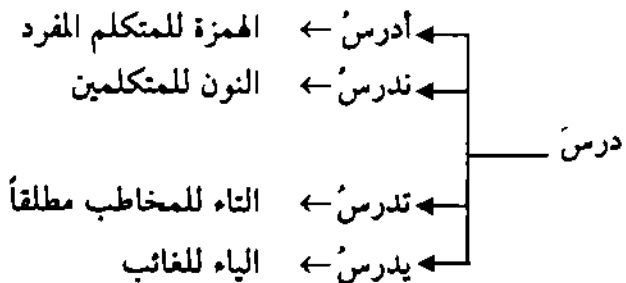 أدرسُ ← الهمزة للمتكلم المفرد
ندرسُ ← النون للمتكلمين
درسَ
تدرسُ ← التاء للمخاطب مطلقاً
يدرسُ ← الياء للغائب